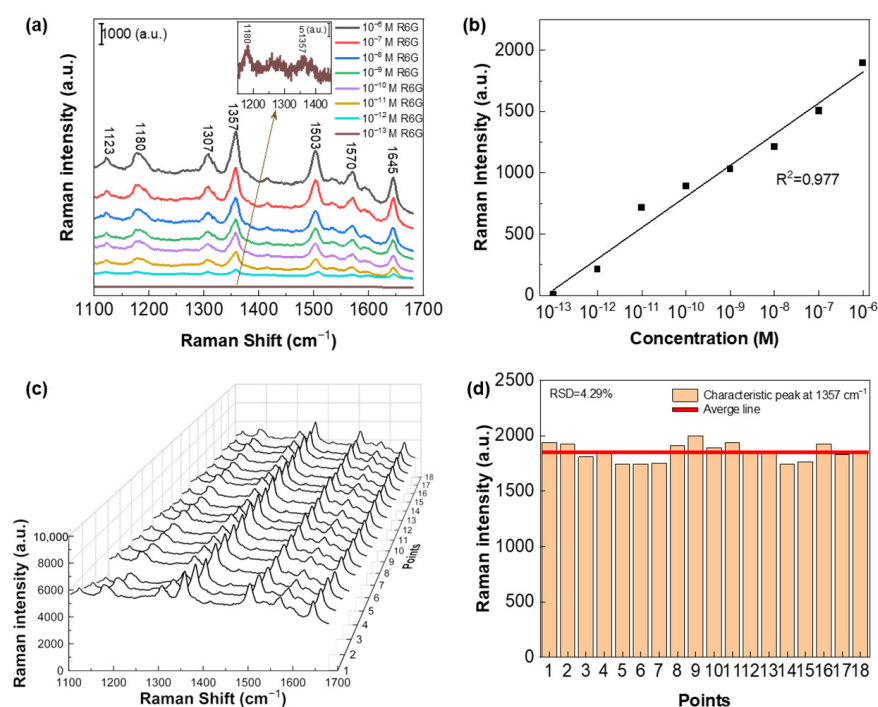 (a)
1000 (a.u.)
5 (a.u.)
1180
1357
1200 1300 1400
10⁻⁶ M R6G
10⁻⁷ M R6G
10⁻⁸ M R6G
10⁻⁹ M R6G
10⁻¹⁰ M R6G
10⁻¹¹ M R6G
10⁻¹² M R6G
10⁻¹³ M R6G
1123
1180
1307
1357
1503
1570
1645
Raman intensity (a.u.)
1100 1200 1300 1400 1500 1600 1700
Raman Shift (cm⁻¹)
(b)
Raman Intensity (a.u.)
2000
1500
1000
500
0
R²=0.977
10⁻¹³ 10⁻¹² 10⁻¹¹ 10⁻¹⁰ 10⁻⁹ 10⁻⁸ 10⁻⁷ 10⁻⁶
Concentration (M)
(c)
Raman intensity (a.u.)
10,000
8000
6000
4000
2000
0
1100 1200 1300 1400 1500 1600 1700
Raman Shift (cm⁻¹)
18
17
16
15
14
13
12
11
10
9
8
7
6
5
4
3
2
1
Points
(d)
Raman intensity (a.u.)
2500
2000
1500
1000
500
0
RSD=4.29%
Characteristic peak at 1357 cm⁻¹
Averge line
1 2 3 4 5 6 7 8 9 10 11 12 13 14 15 16 17 18
Points